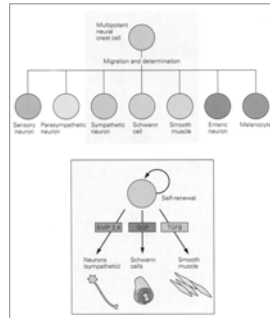 Multipotent
neural
crest cell
Migration and determination
Sensory
neuron
Parasympathetic
neuron
Sympathetic
neuron
Schwann
cell
Smooth
muscle
Enteric
neuron
Melanocyte
Self-renewal
BMP 2,4
GGF
TGFβ
Neurons
(sympathetic)
Schwann
cells
Smooth
muscle